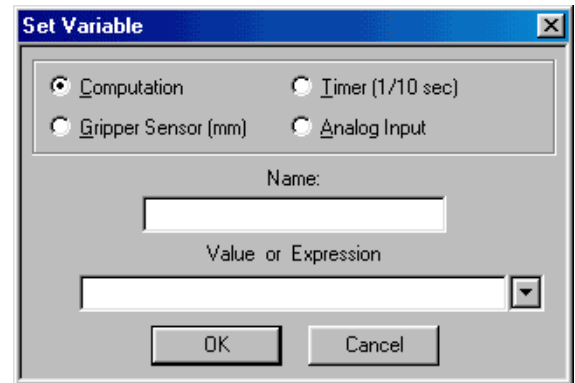 Set Variable
Computation
Timer (1/10 sec)
Gripper Sensor (mm)
Analog Input
Name:
Value or Expression
OK
Cancel